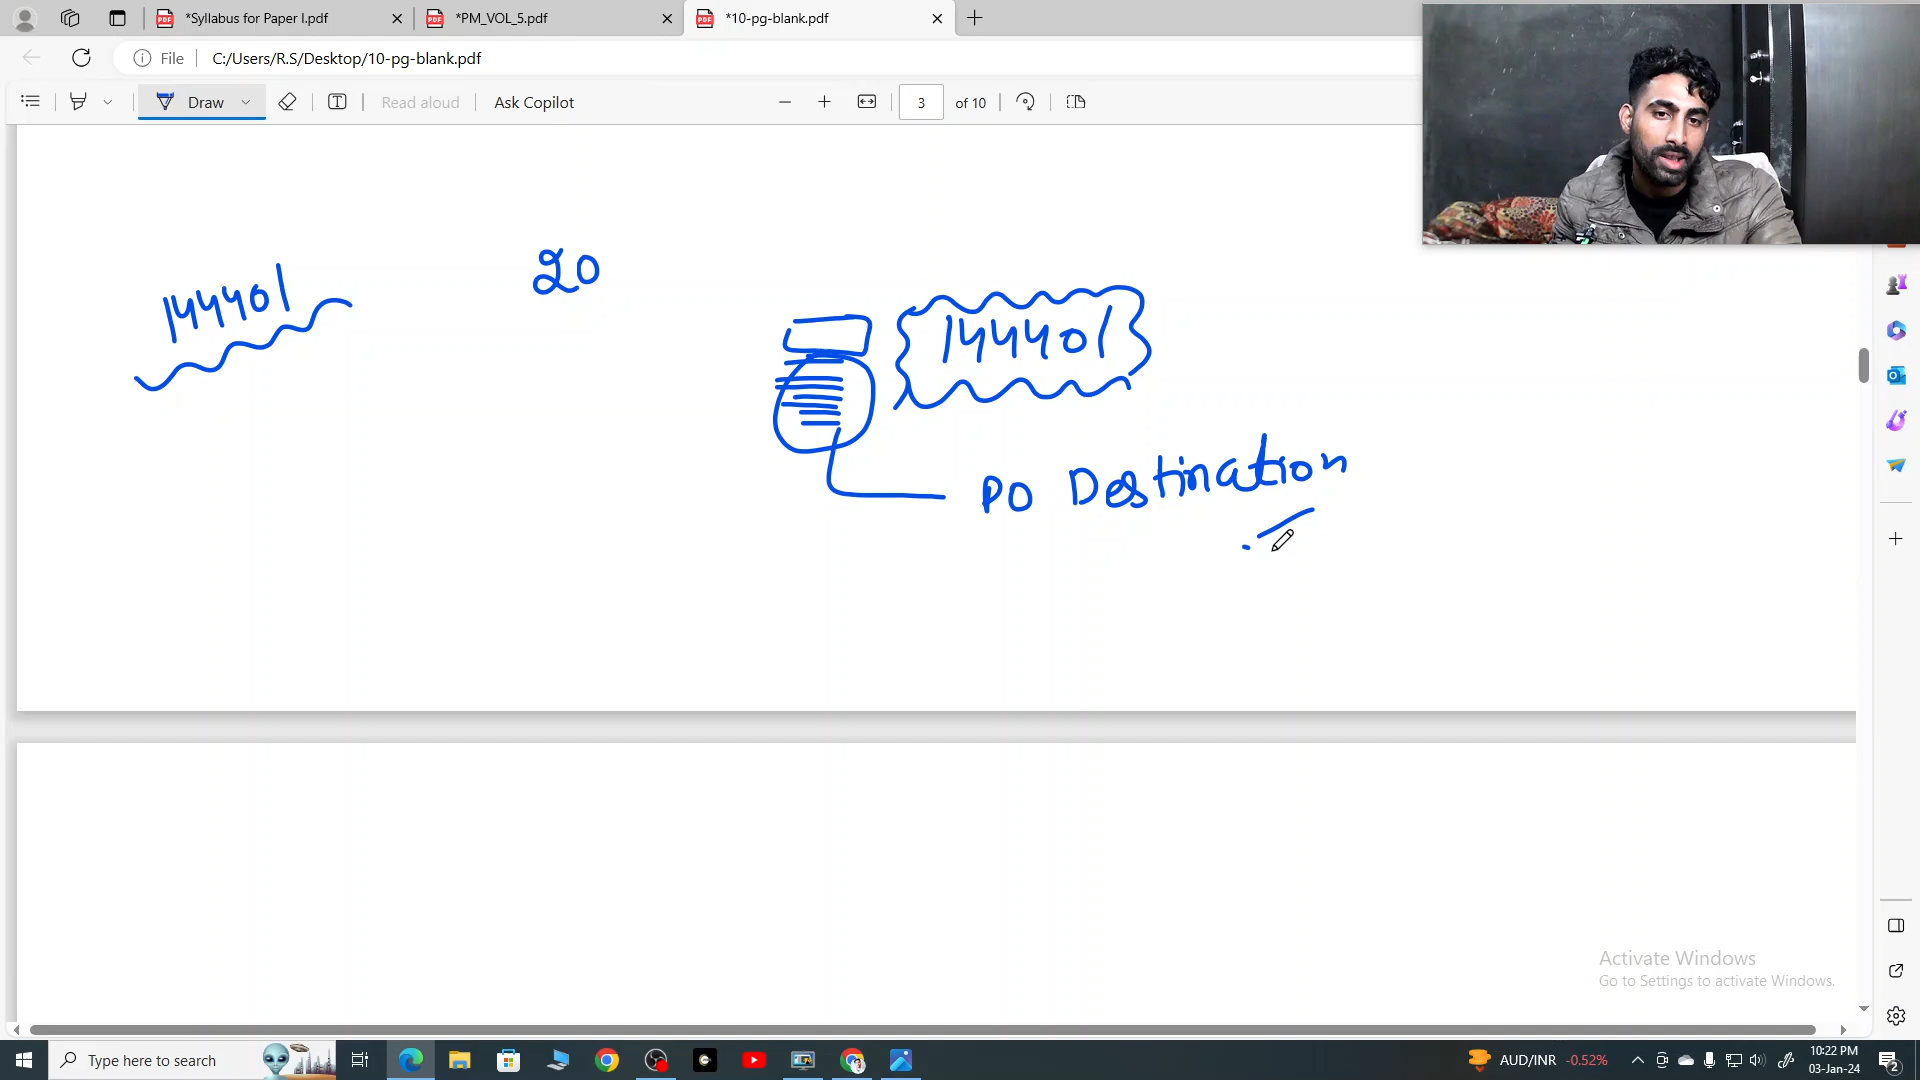 *Syllabus for Paper I.pdf
*PM_VOL_5.pdf
*10-pg-blank.pdf
File
C:/Users/R.S/Desktop/10-pg-blank.pdf
Draw
Read aloud
Ask Copilot
3 of 10
20
144401
144401
PO Destination
Activate Windows
Go to Settings to activate Windows.
Type here to search
AUD/INR -0.52%
10:22 PM
03-Jan-24
2